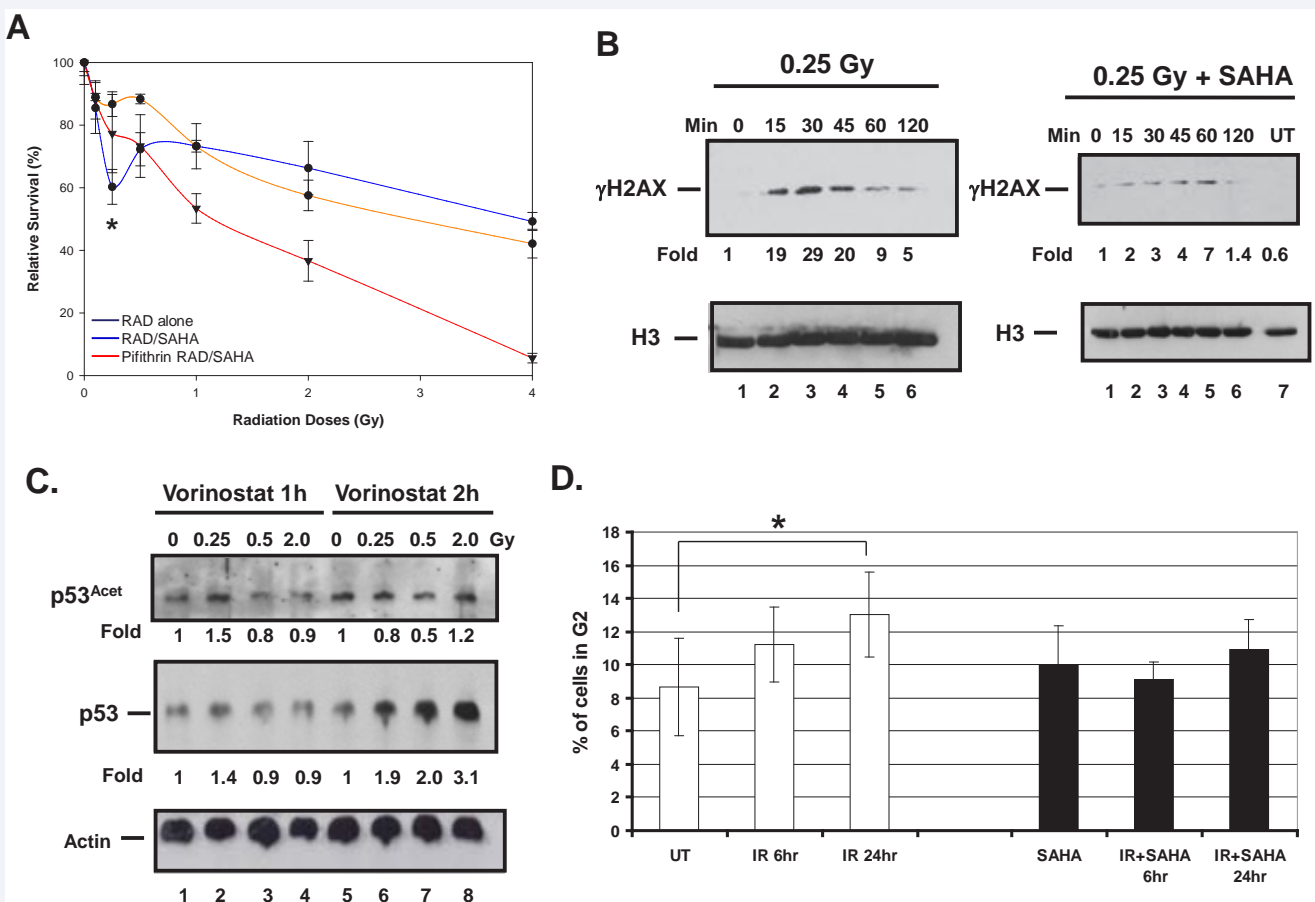 A
100
80
60
40
20
0
Relative Survival (%)
*
RAD alone
RAD/SAHA
Pifithrin RAD/SAHA
0 1 2 3 4
Radiation Doses (Gy)
B
0.25 Gy
Min 0 15 30 45 60 120
γH2AX
Fold 1 19 29 20 9 5
H3
1 2 3 4 5 6
0.25 Gy + SAHA
Min 0 15 30 45 60 120 UT
γH2AX
Fold 1 2 3 4 7 1.4 0.6
H3
1 2 3 4 5 6 7
C.
Vorinostat 1h Vorinostat 2h
0 0.25 0.5 2.0 0 0.25 0.5 2.0 Gy
p53Acet
Fold 1 1.5 0.8 0.9 1 0.8 0.5 1.2
p53
Fold 1 1.4 0.9 0.9 1 1.9 2.0 3.1
Actin
1 2 3 4 5 6 7 8
D.
18
16
14
12
10
8
6
4
2
0
% of cells in G2
*
UT IR 6hr IR 24hr SAHA IR+SAHA IR+SAHA
6hr 24hr